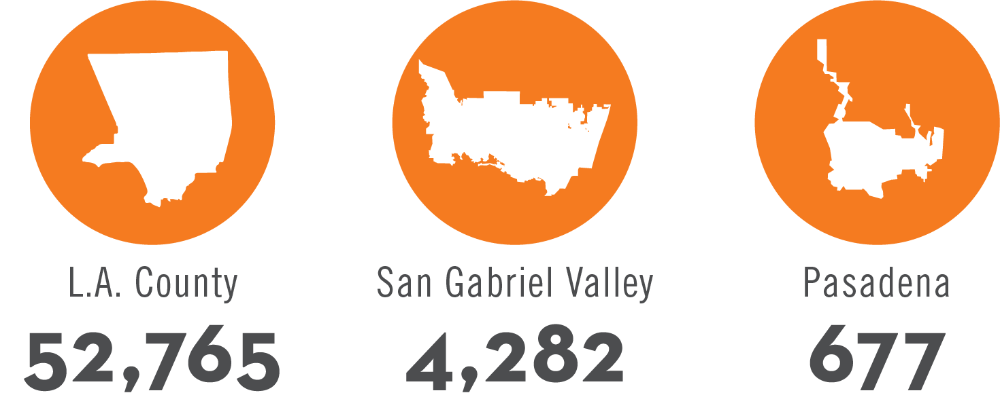 L.A. County
San Gabriel Valley
Pasadena
52,765
4,282
677